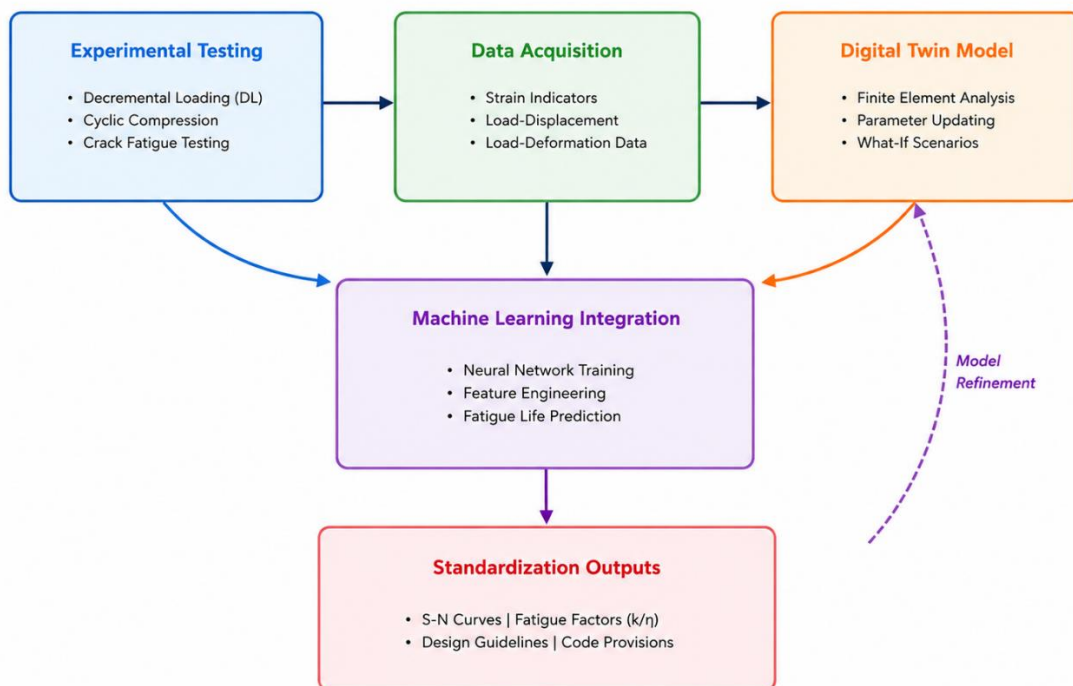 Experimental Testing
• Decremental Loading (DL)
• Cyclic Compression
• Crack Fatigue Testing
Data Acquisition
• Strain Indicators
• Load-Displacement
• Load-Deformation Data
Digital Twin Model
• Finite Element Analysis
• Parameter Updating
• What-If Scenarios
Machine Learning Integration
• Neural Network Training
• Feature Engineering
• Fatigue Life Prediction
Model
Refinement
Standardization Outputs
• S-N Curves | Fatigue Factors (k/η)
• Design Guidelines | Code Provisions